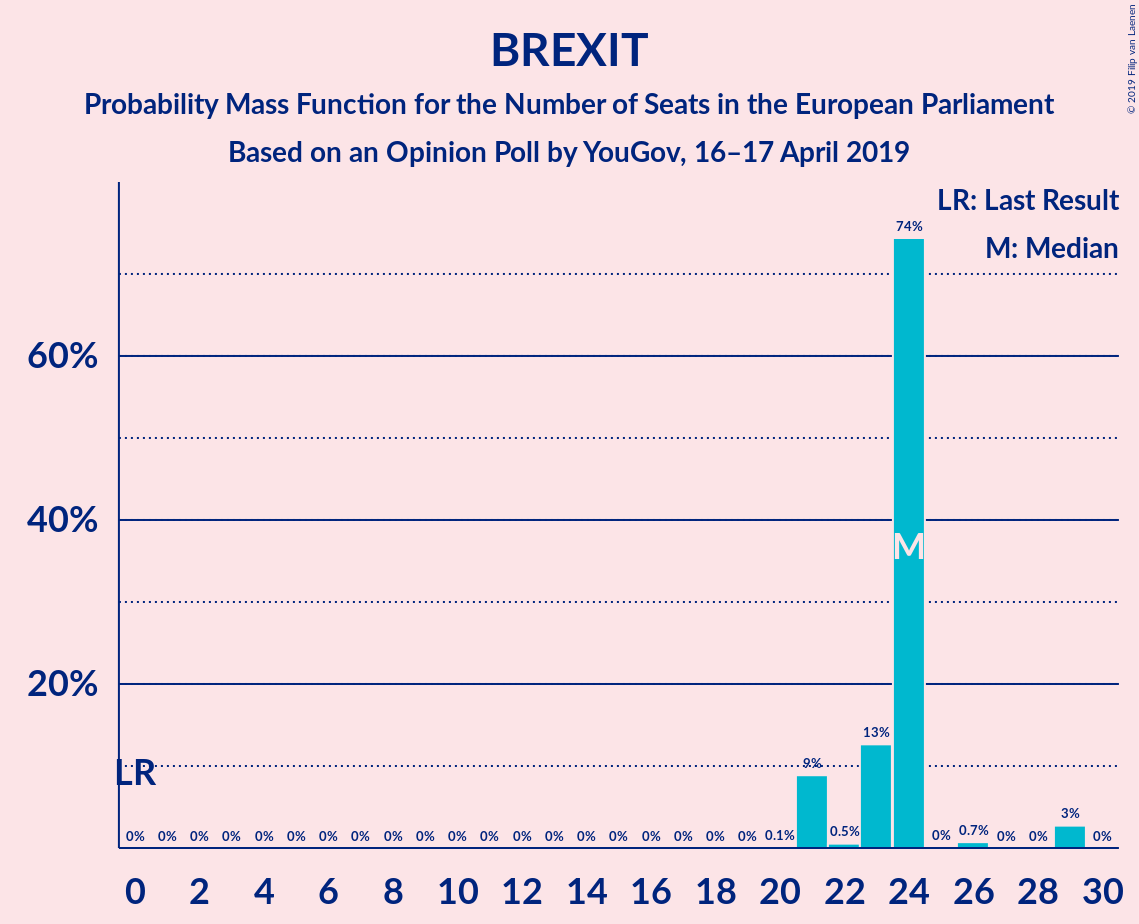 BREXIT
Probability Mass Function for the Number of Seats in the European Parliament
Based on an Opinion Poll by YouGov, 16–17 April 2019
© 2019 Filip van Laenen
LR: Last Result
M: Median
74%
60%
40%
M
20%
13%
LR
9%
3%
0% 0% 0% 0% 0% 0% 0% 0% 0% 0% 0% 0% 0% 0% 0% 0% 0% 0% 0% 0% 0.1% 0.5% 0% 0.7% 0% 0% 0%
0 2 4 6 8 10 12 14 16 18 20 22 24 26 28 30